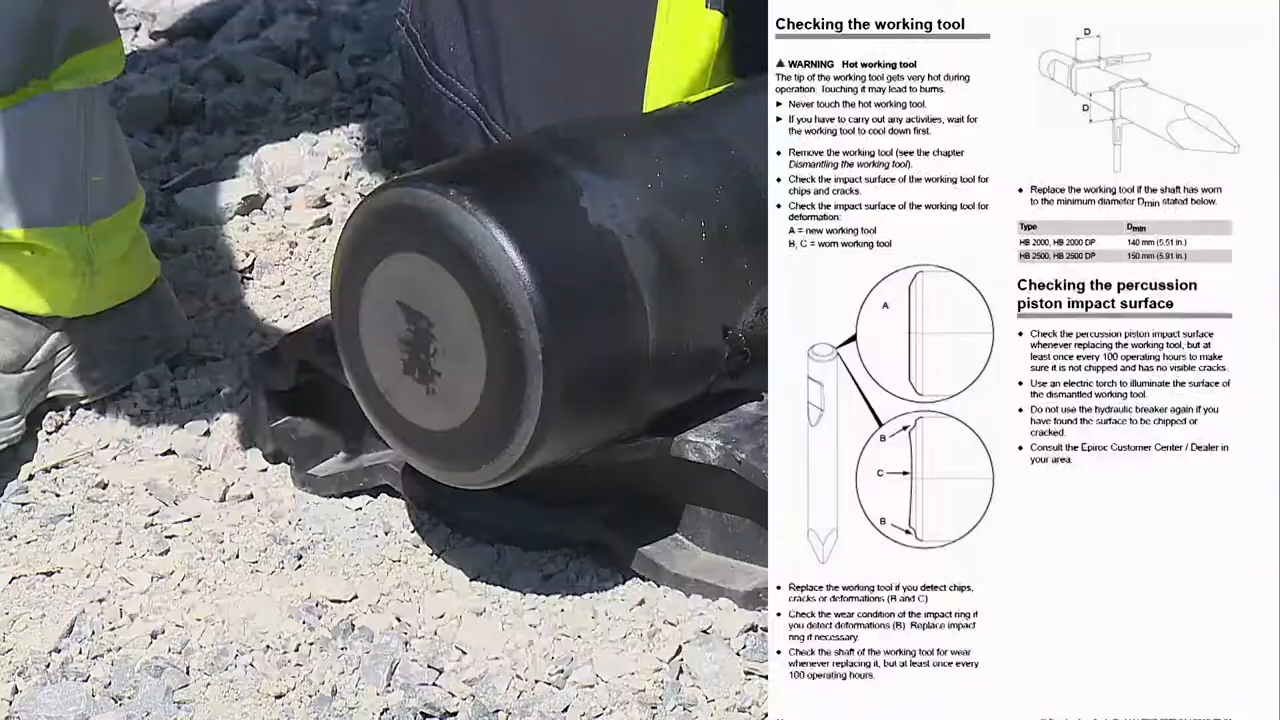 Checking the working tool
WARNING Hot working tool
The tip of the working tool gets very hot during
operation. Touching it may lead to burns.
► Never touch the hot working tool.
► If you have to carry out any activities, wait for
the working tool to cool down first.
◆ Remove the working tool (see the chapter
Dismantling the working tool).
◆ Check the impact surface of the working tool for
chips and cracks.
◆ Check the impact surface of the working tool for
deformation:
A = new working tool
B, C = worn working tool
A
B
C
B
◆ Replace the working tool if you detect chips,
cracks or deformations (B and C)
◆ Check the wear condition of the impact ring if
you detect deformations (B). Replace impact
ring if necessary.
◆ Check the shaft of the working tool for wear
whenever replacing it, but at least once every
100 operating hours.
D
D
◆ Replace the working tool if the shaft has worn
to the minimum diameter Dmin stated below.
Type Dmin
HB 2000, HB 2000 DP 140 mm (5.51 in.)
HB 2500, HB 2500 DP 150 mm (5.91 in.)
Checking the percussion
piston impact surface
◆ Check the percussion piston impact surface
whenever replacing the working tool, but at
least once every 100 operating hours to make
sure it is not chipped and has no visible cracks.
◆ Use an electric torch to illuminate the surface of
the dismantled working tool.
◆ Do not use the hydraulic breaker again if you
have found the surface to be chipped or
cracked.
◆ Consult the Epiroc Customer Center / Dealer in
your area.